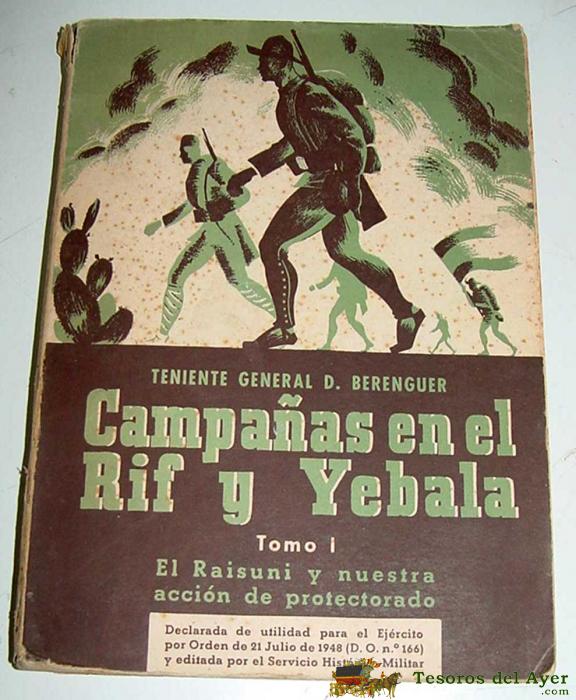 TENIENTE GENERAL D. BERENGUER
Campañas en el
Rif y Yebala
Tomo I
El Raisuni y nuestra
acción de protectorado
Declarada de utilidad para el Ejército
por Orden de 21 Julio de 1948 (D. O. n.º 166)
y editada por el Servicio Histórico Militar
Tesoros del Ayer
.com